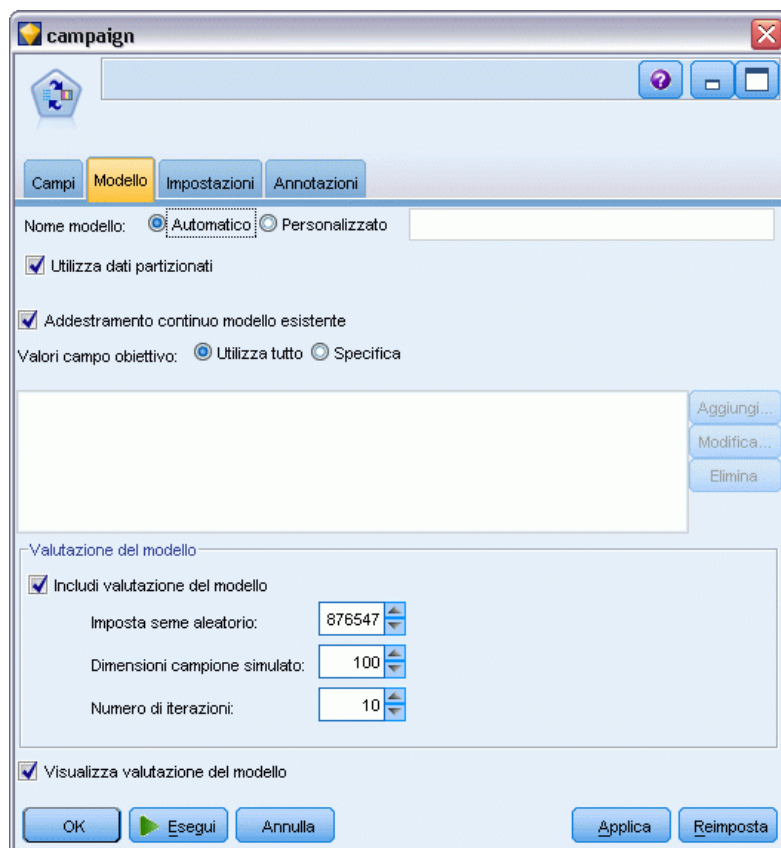 campaign
Campi Modello Impostazioni Annotazioni
Nome modello: Automatico Personalizzato
Utilizza dati partizionati
Addestramento continuo modello esistente
Valori campo obiettivo: Utilizza tutto Specifica
Aggiungi...
Modifica...
Elimina
Valutazione del modello
Includi valutazione del modello
Imposta seme aleatorio: 876547
Dimensioni campione simulato: 100
Numero di iterazioni: 10
Visualizza valutazione del modello
OK Esegui Annulla Applica Reimposta